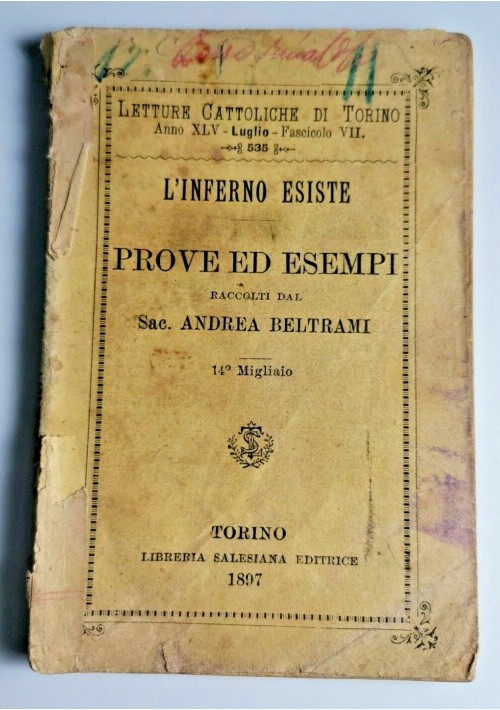 LETTURE CATTOLICHE DI TORINO
Anno XLV - Luglio - Fascicolo VII.
535
L'INFERNO ESISTE
PROVE ED ESEMPI
RACCOLTI DAL
Sac. ANDREA BELTRAMI
14º Migliaio
TORINO
LIBRERIA SALESIANA EDITRICE
1897